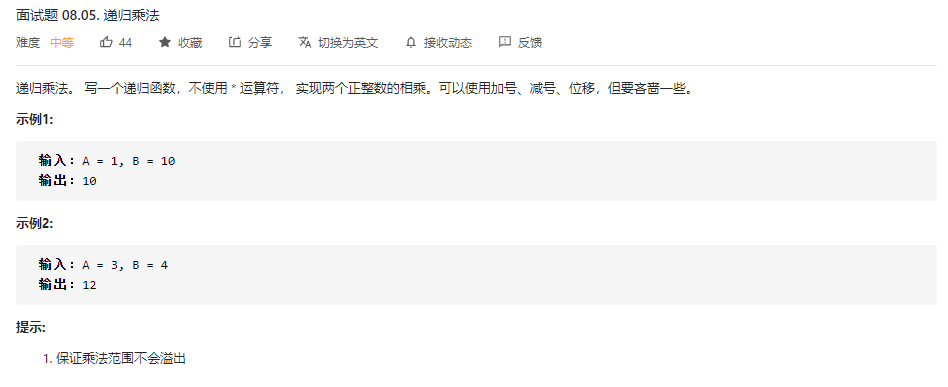 面试题 08.05. 递归乘法
难度 中等 44 收藏 分享 切换为英文 接收动态 反馈
递归乘法。 写一个递归函数，不使用 * 运算符， 实现两个正整数的相乘。可以使用加号、减号、位移，但要吝啬一些。
示例1:
输入：A = 1, B = 10
输出：10
示例2:
输入：A = 3, B = 4
输出：12
提示:
1. 保证乘法范围不会溢出